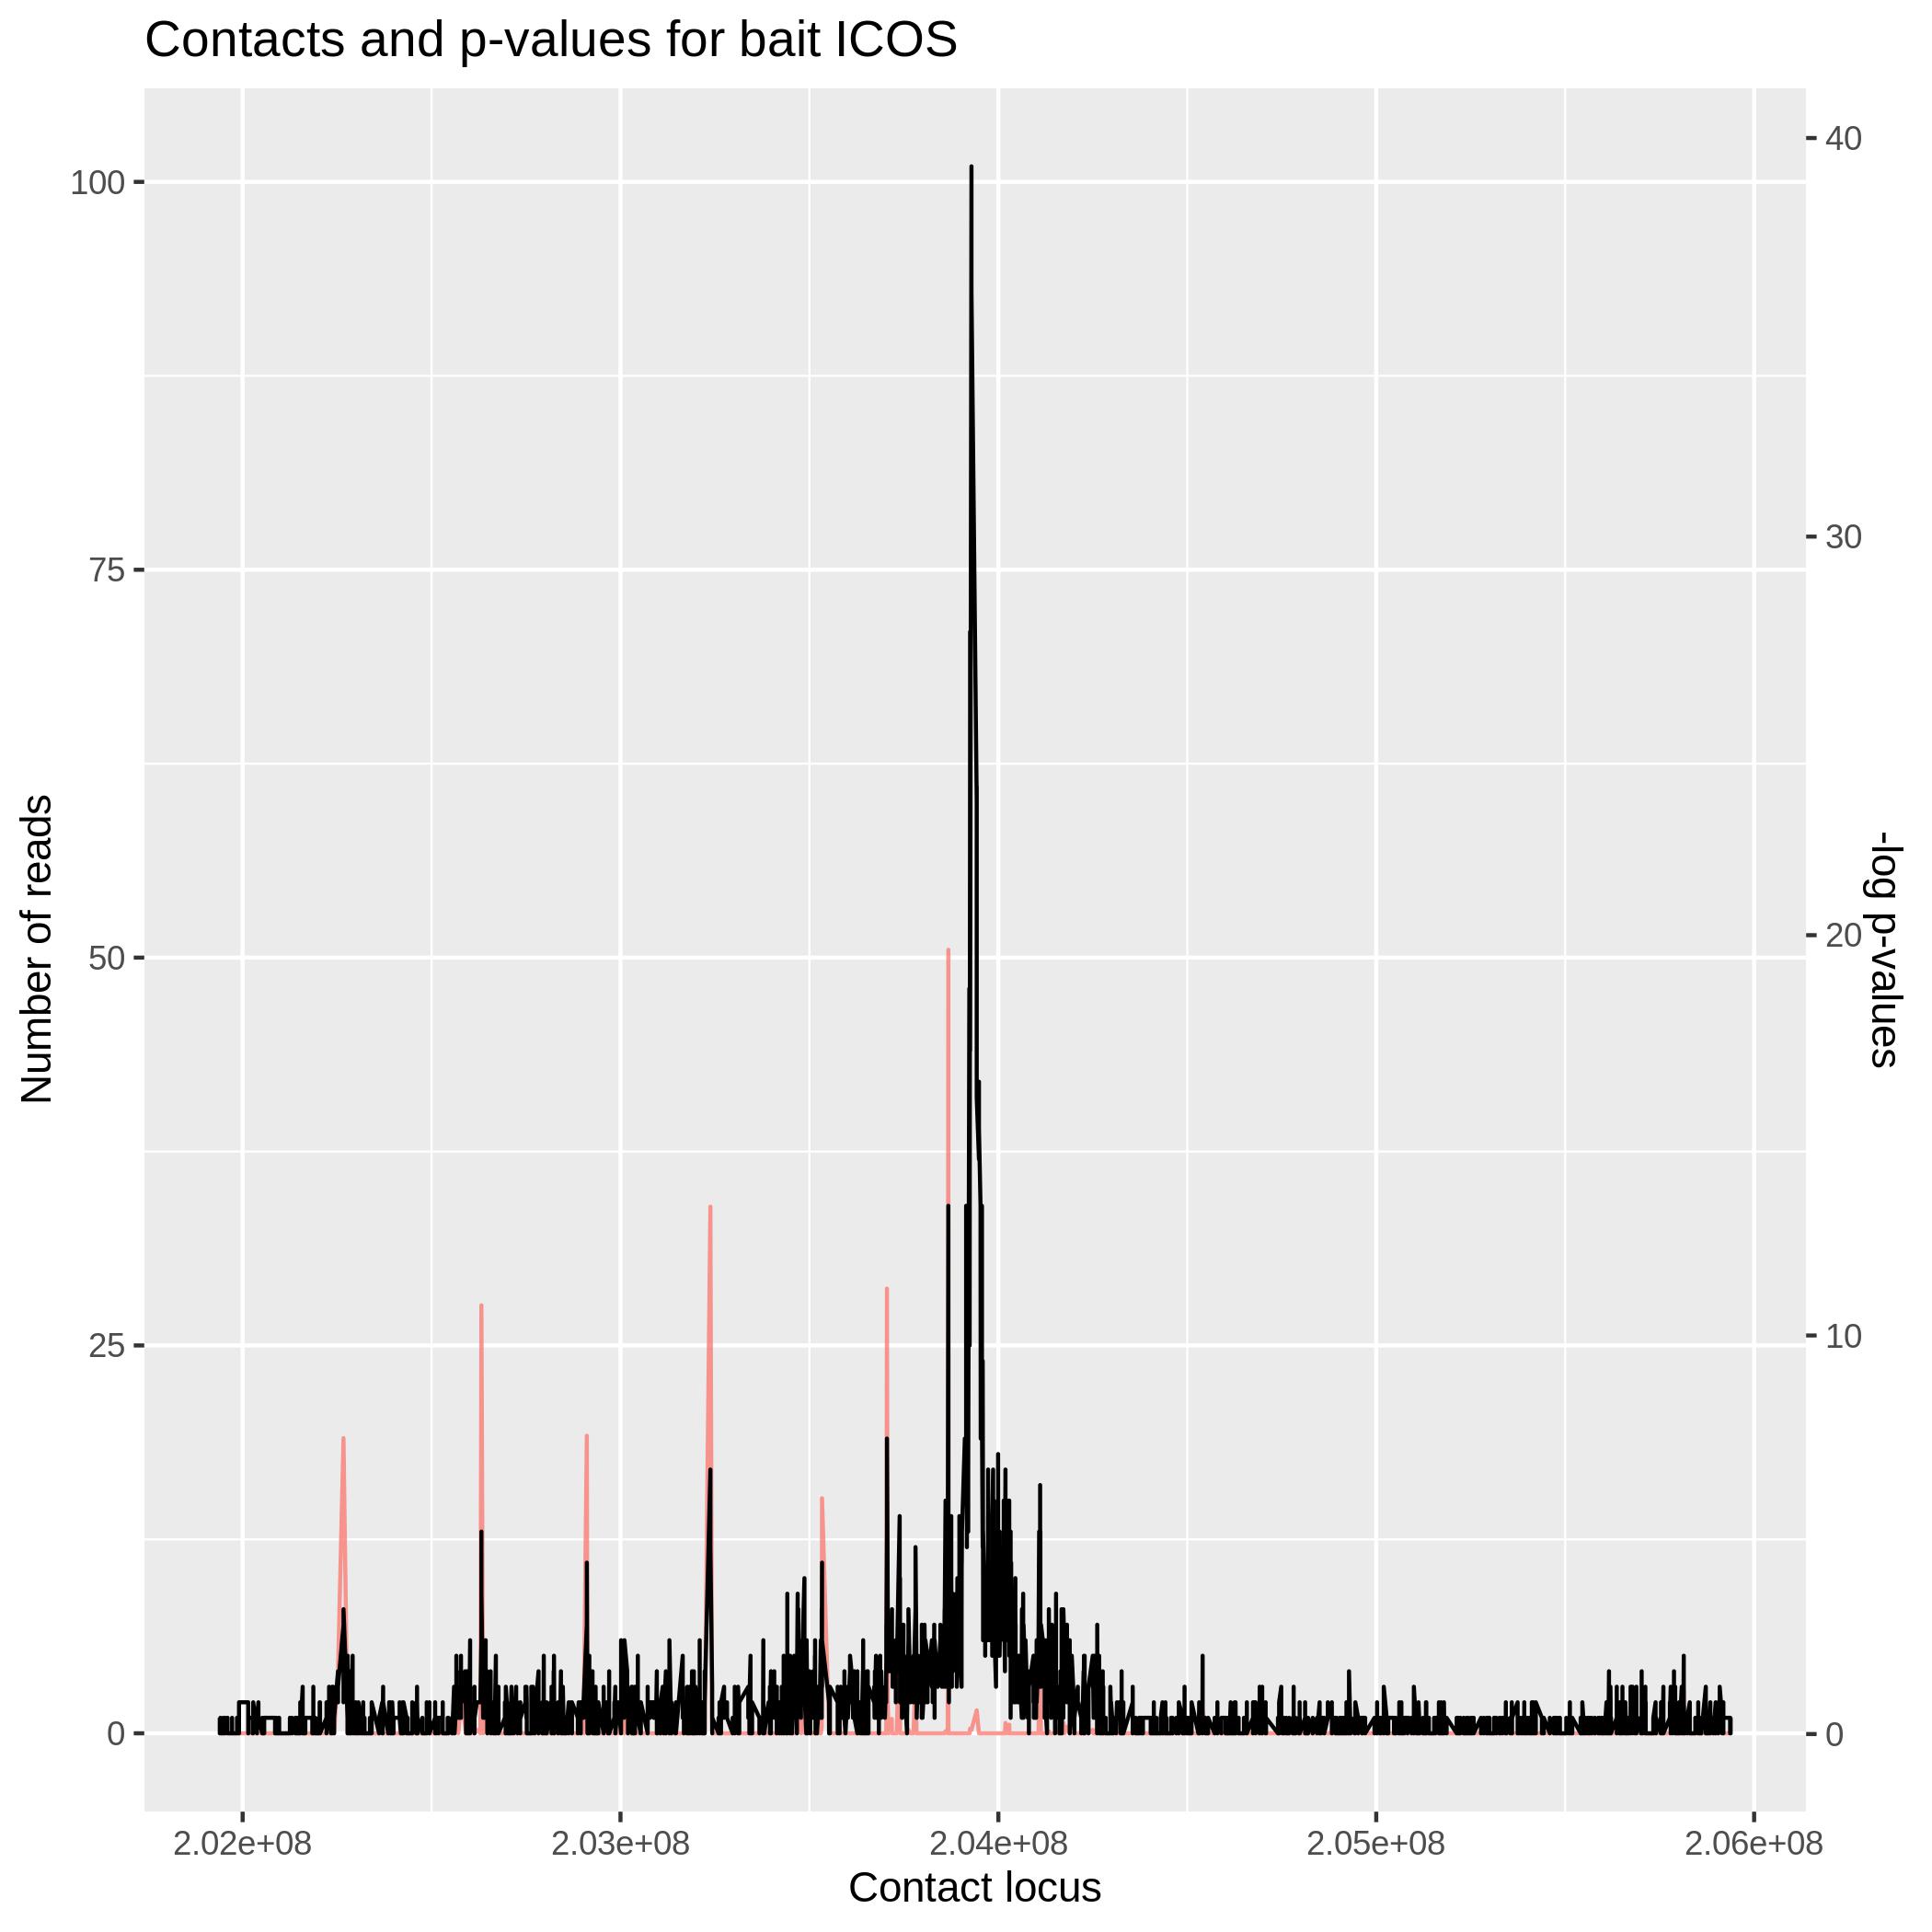 Contacts and p-values for bait ICOS
100
75
50
25
0
Number of reads
40
30
20
10
0
-log p-values
2.02e+08
2.03e+08
2.04e+08
2.05e+08
2.06e+08
Contact locus